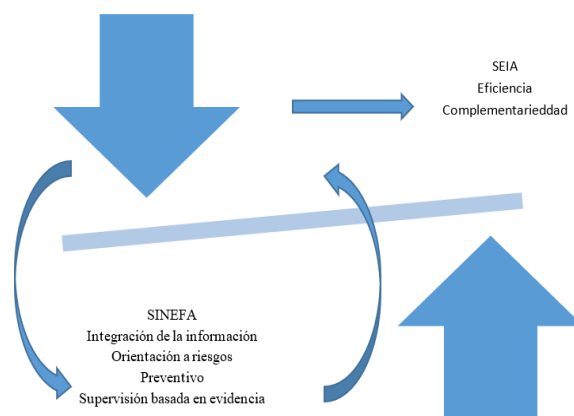 SEIA
Eficiencia
Complementarieddad
SINEFA
Integración de la información
Orientación a riesgos
Preventivo
Supervisión basada en evidencia